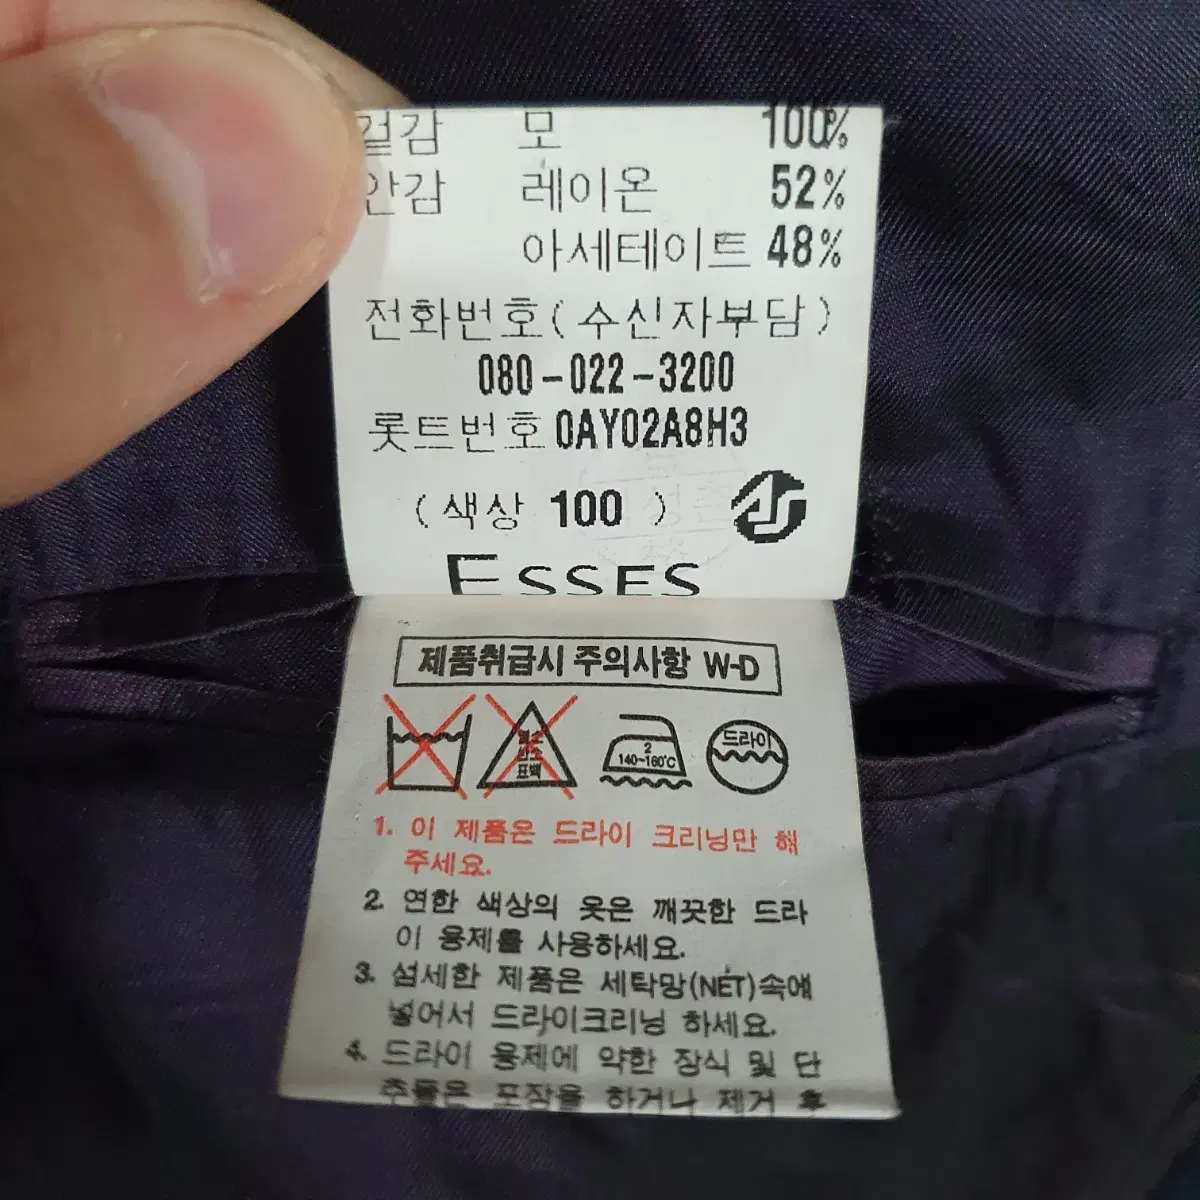 겉감 모 100%
안감 레이온 52%
아세테이트 48%
전화번호(수신자부담)
080-022-3200
롯트번호 0AY02A8H3
(색상 100 )
ESSES
제품취급시 주의사항 W-D
염소
산소
표백
2
140~160℃
드라이
1. 이 제품은 드라이 크리닝만 해
주세요.
2. 연한 색상의 옷은 깨끗한 드라
이 용제를 사용하세요.
3. 섬세한 제품은 세탁망(NET)속에
넣어서 드라이크리닝 하세요.
4. 드라이 용제에 약한 장식 및 단
추들은 포장을 하거나 제거 후